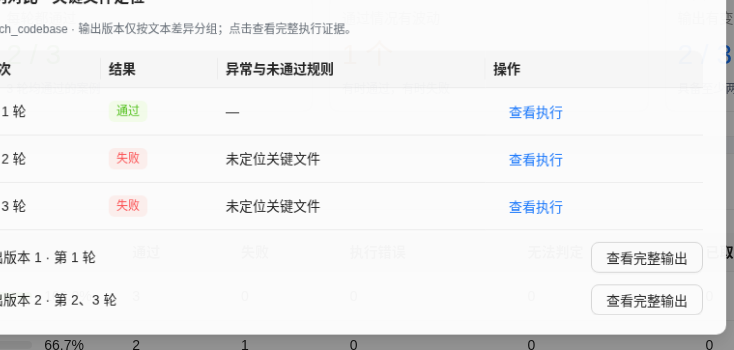 ch_codebase · 输出版本仅按文本差异分组；点击查看完整执行证据。
次 结果 异常与未通过规则 操作
1 轮 通过 — 查看执行
2 轮 失败 未定位关键文件 查看执行
3 轮 失败 未定位关键文件 查看执行
出版本 1 · 第 1 轮 查看完整输出
出版本 2 · 第 2、3 轮 查看完整输出
66.7% 2 1 0 0 0